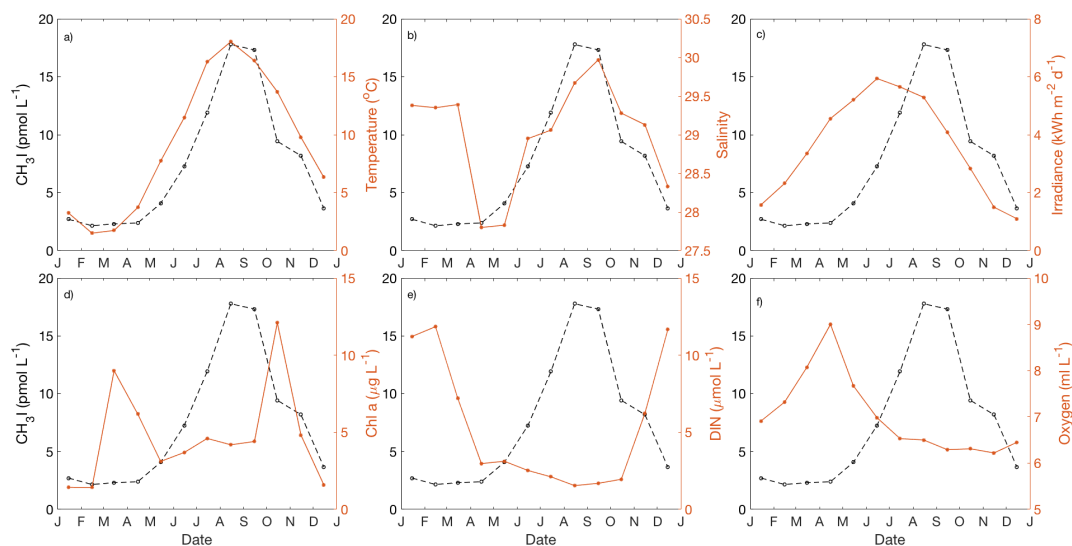 a)
20
15
10
5
0
CH₃I (pmol L⁻¹)
20
15
10
5
0
Temperature (°C)
J F M A M J J A S O N D J
b)
20
15
10
5
0
30
29.5
29
28.5
28
27.5
Salinity
J F M A M J J A S O N D J
c)
20
15
10
5
0
8
6
4
2
0
Irradiance (kWh m⁻² d⁻¹)
J F M A M J J A S O N D J
d)
20
15
10
5
0
CH₃I (pmol L⁻¹)
15
10
5
0
Chl a (μg L⁻¹)
J F M A M J J A S O N D J
Date
e)
20
15
10
5
0
15
10
5
0
DIN (μmol L⁻¹)
J F M A M J J A S O N D J
Date
f)
20
15
10
5
0
10
9
8
7
6
5
Oxygen (ml L⁻¹)
J F M A M J J A S O N D J
Date